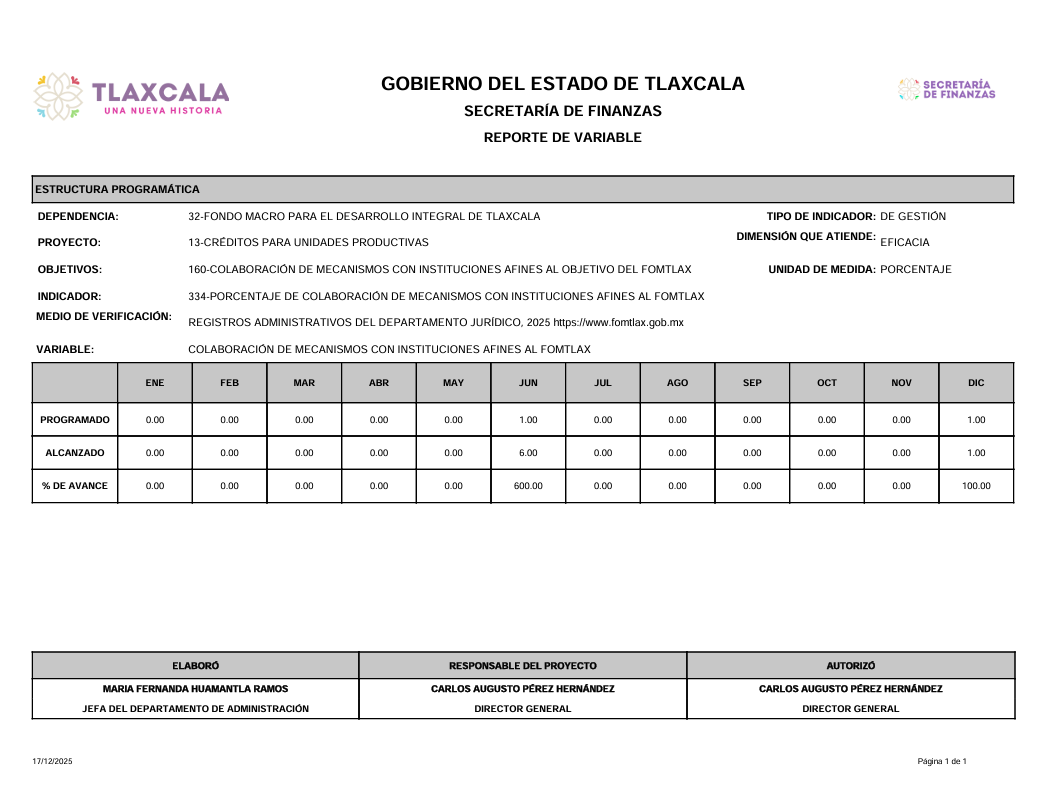 TLAXCALA
UNA NUEVA HISTORIA
GOBIERNO DEL ESTADO DE TLAXCALA
SECRETARÍA DE FINANZAS
REPORTE DE VARIABLE
SECRETARÍA
DE FINANZAS
ESTRUCTURA PROGRAMÁTICA
DEPENDENCIA: 32-FONDO MACRO PARA EL DESARROLLO INTEGRAL DE TLAXCALA TIPO DE INDICADOR: DE GESTIÓN
PROYECTO: 13-CRÉDITOS PARA UNIDADES PRODUCTIVAS DIMENSIÓN QUE ATIENDE: EFICACIA
OBJETIVOS: 160-COLABORACIÓN DE MECANISMOS CON INSTITUCIONES AFINES AL OBJETIVO DEL FOMTLAX UNIDAD DE MEDIDA: PORCENTAJE
INDICADOR: 334-PORCENTAJE DE COLABORACIÓN DE MECANISMOS CON INSTITUCIONES AFINES AL FOMTLAX
MEDIO DE VERIFICACIÓN: REGISTROS ADMINISTRATIVOS DEL DEPARTAMENTO JURÍDICO, 2025 https://www.fomtlax.gob.mx
VARIABLE: COLABORACIÓN DE MECANISMOS CON INSTITUCIONES AFINES AL FOMTLAX
ENE FEB MAR ABR MAY JUN JUL AGO SEP OCT NOV DIC
PROGRAMADO 0.00 0.00 0.00 0.00 0.00 1.00 0.00 0.00 0.00 0.00 0.00 1.00
ALCANZADO 0.00 0.00 0.00 0.00 0.00 6.00 0.00 0.00 0.00 0.00 0.00 1.00
% DE AVANCE 0.00 0.00 0.00 0.00 0.00 600.00 0.00 0.00 0.00 0.00 0.00 100.00
ELABORÓ RESPONSABLE DEL PROYECTO AUTORIZÓ
MARIA FERNANDA HUAMANTLA RAMOS CARLOS AUGUSTO PÉREZ HERNÁNDEZ CARLOS AUGUSTO PÉREZ HERNÁNDEZ
JEFA DEL DEPARTAMENTO DE ADMINISTRACIÓN DIRECTOR GENERAL DIRECTOR GENERAL
17/12/2025 Página 1 de 1